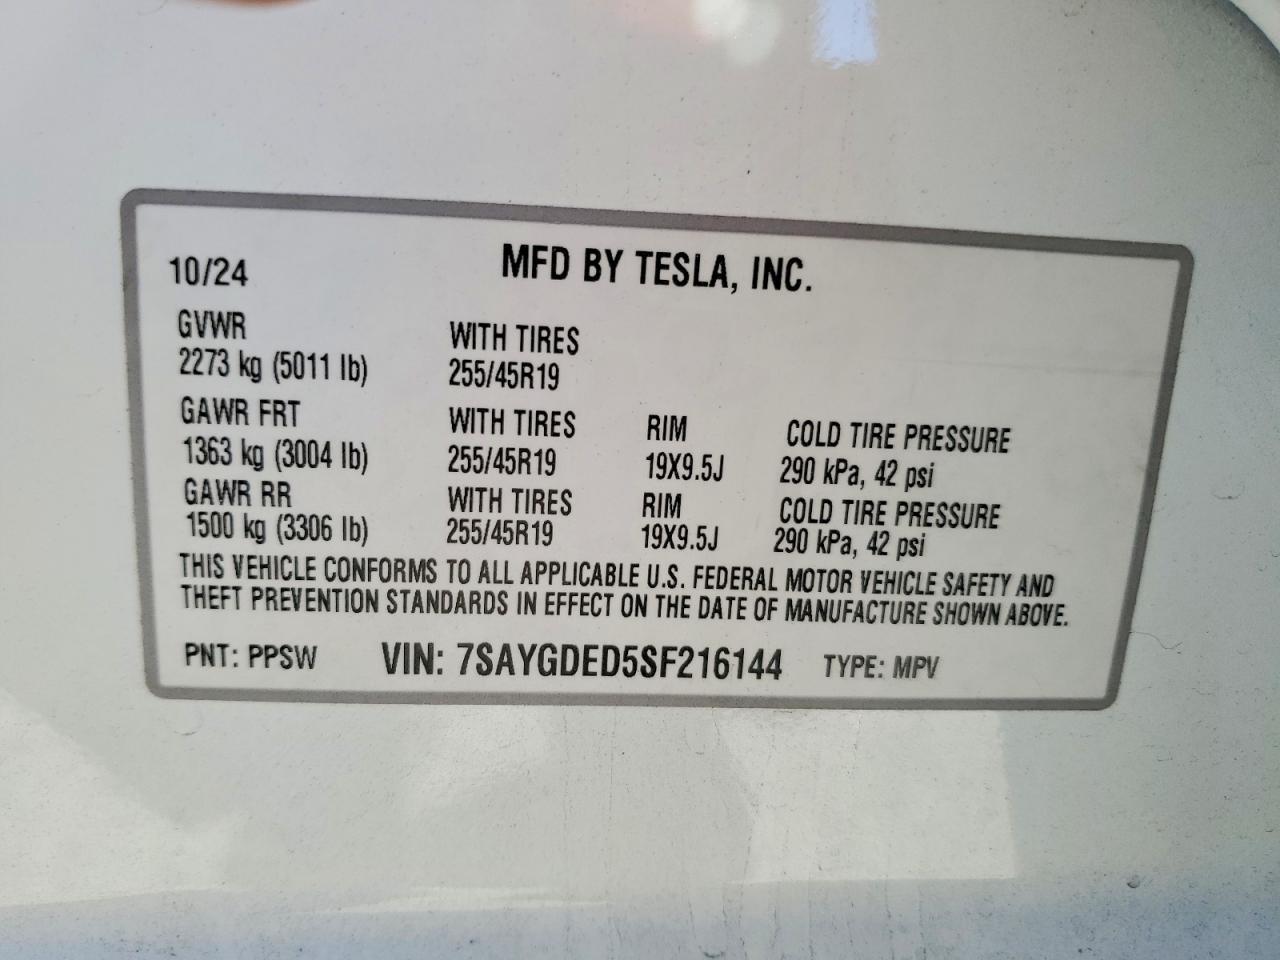 10/24 MFD BY TESLA, INC.
GVWR WITH TIRES
2273 kg (5011 lb) 255/45R19
GAWR FRT WITH TIRES RIM COLD TIRE PRESSURE
1363 kg (3004 lb) 255/45R19 19X9.5J 290 kPa, 42 psi
GAWR RR WITH TIRES RIM COLD TIRE PRESSURE
1500 kg (3306 lb) 255/45R19 19X9.5J 290 kPa, 42 psi
THIS VEHICLE CONFORMS TO ALL APPLICABLE U.S. FEDERAL MOTOR VEHICLE SAFETY AND
THEFT PREVENTION STANDARDS IN EFFECT ON THE DATE OF MANUFACTURE SHOWN ABOVE.
PNT: PPSW VIN: 7SAYGDED5SF216144 TYPE: MPV